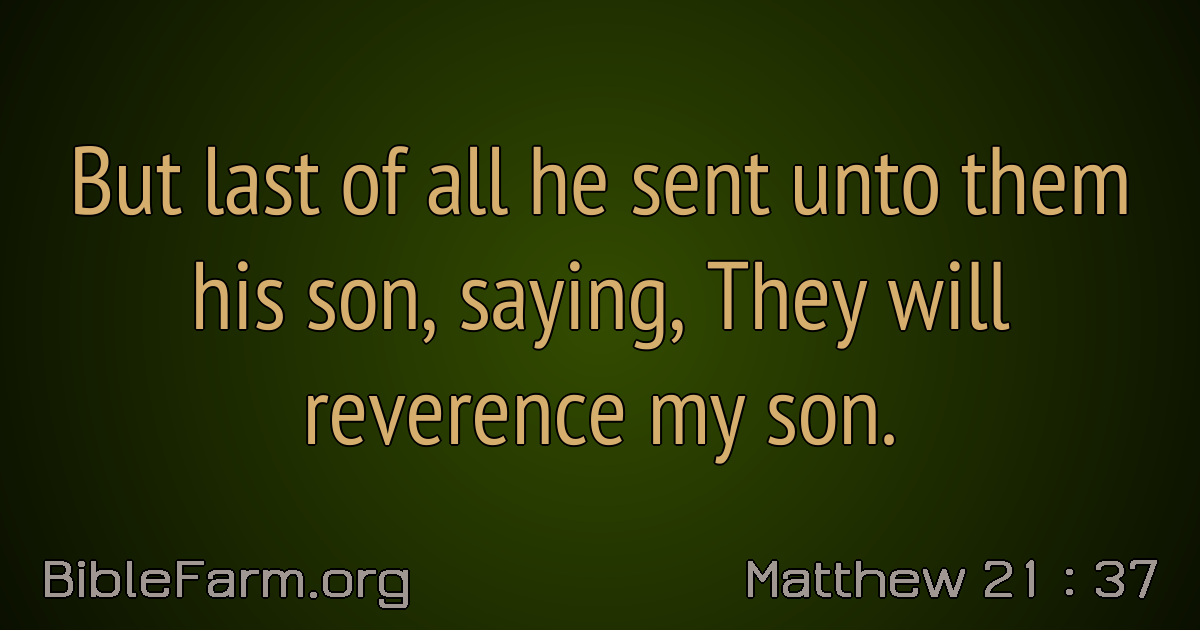 But last of all he sent unto them
his son, saying, They will
reverence my son.
BibleFarm.org
Matthew 21 : 37